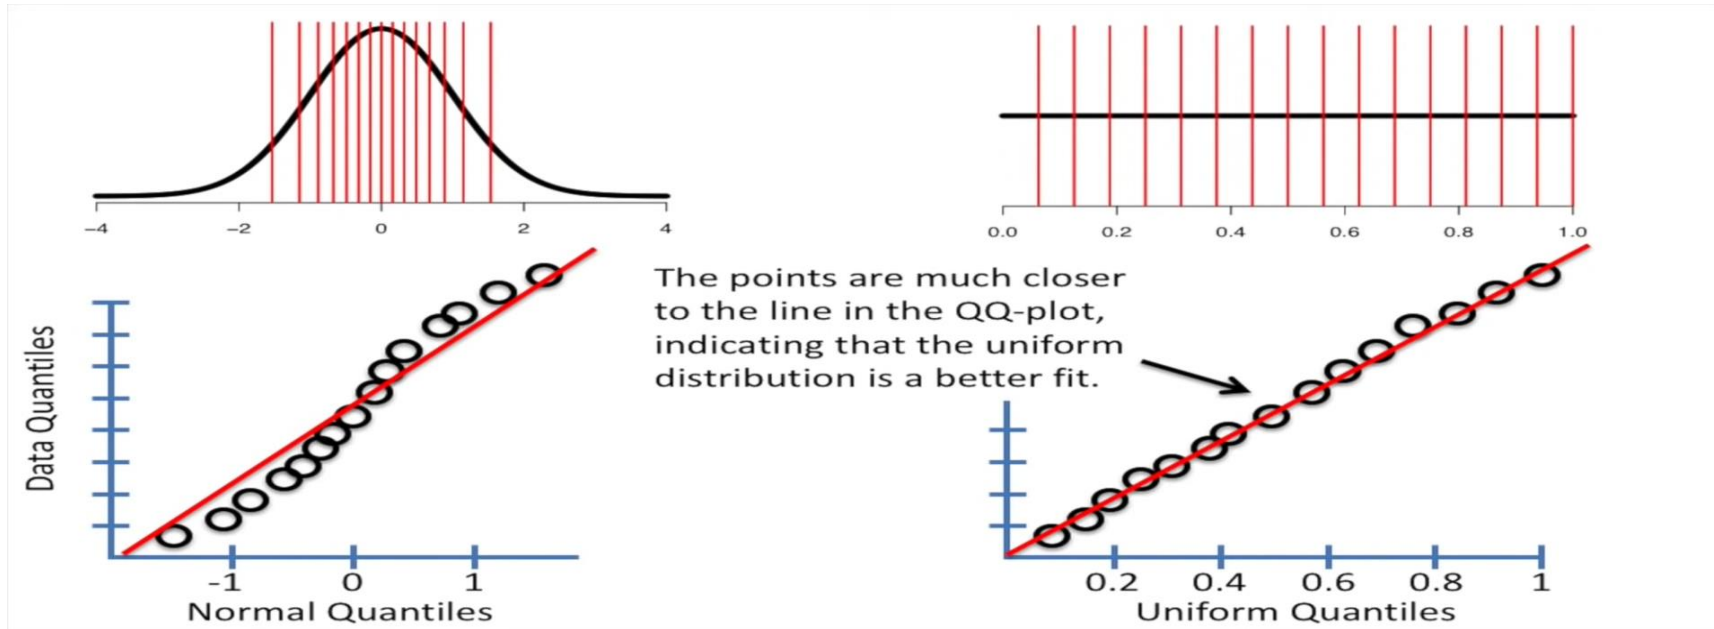 −4 −2 0 2 4
0.0 0.2 0.4 0.6 0.8 1.0
The points are much closer
to the line in the QQ-plot,
indicating that the uniform
distribution is a better fit.
Data Quantiles
-1 0 1
Normal Quantiles
0.2 0.4 0.6 0.8 1
Uniform Quantiles